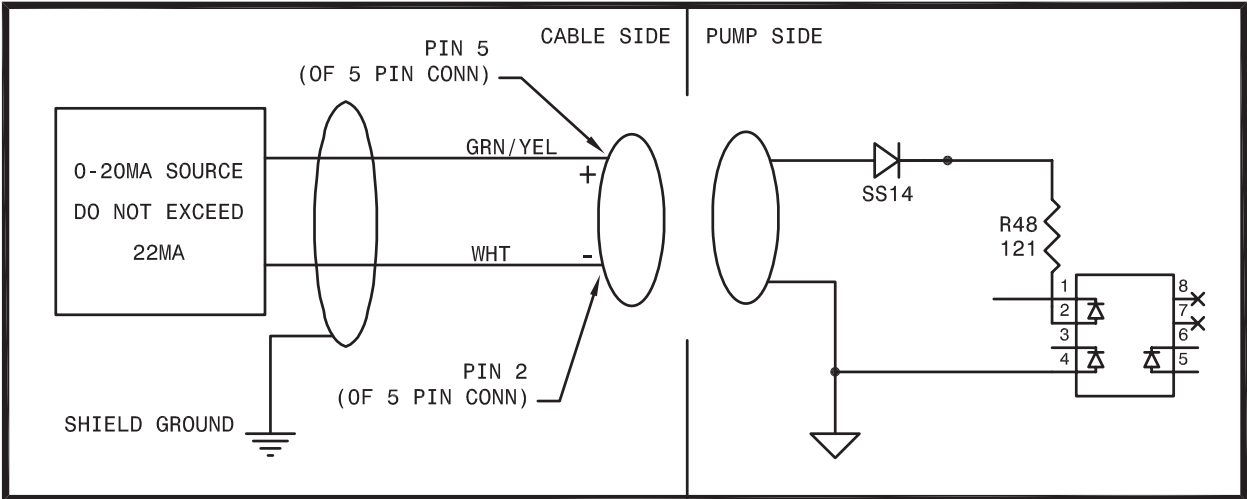 CABLE SIDE
PUMP SIDE
PIN 5
(OF 5 PIN CONN)
0-20MA SOURCE
DO NOT EXCEED
22MA
GRN/YEL
+
WHT
-
PIN 2
(OF 5 PIN CONN)
SHIELD GROUND
SS14
R48
121
1
2
3
4
8
7
6
5